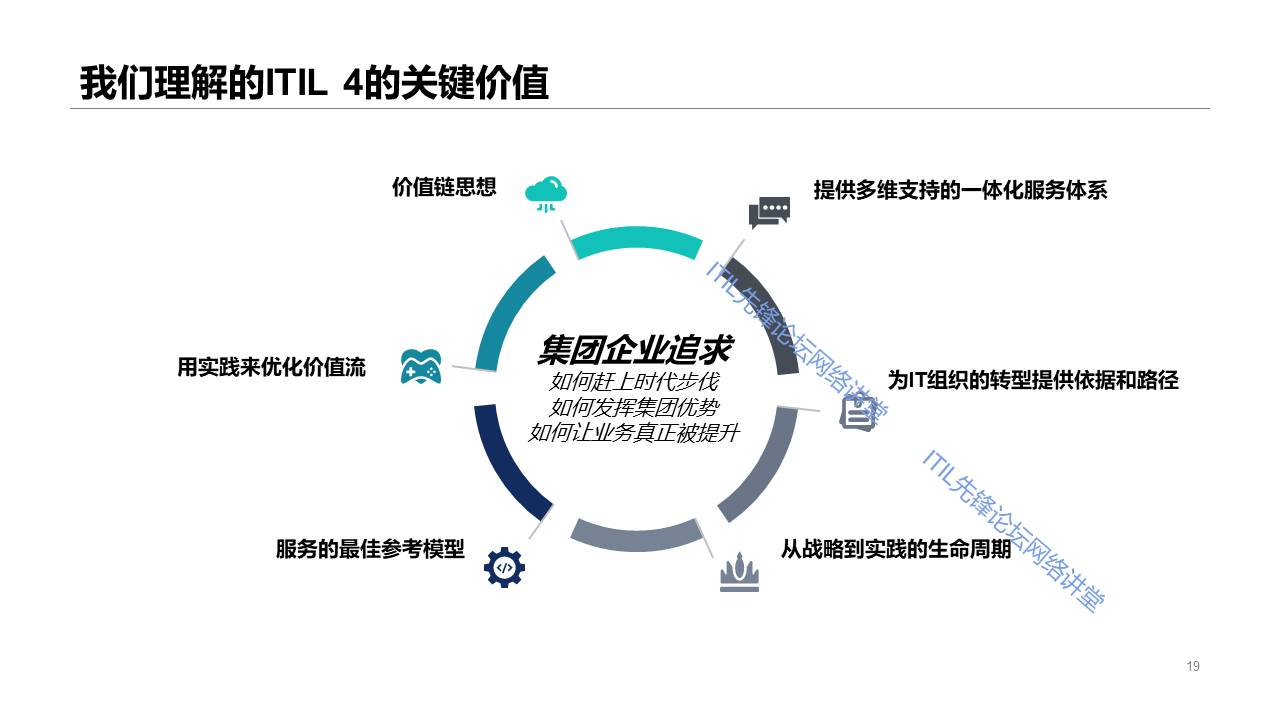 我们理解的ITIL 4的关键价值
价值链思想
提供多维支持的一体化服务体系
用实践来优化价值流
为IT组织的转型提供依据和路径
集团企业追求
如何赶上时代步伐
如何发挥集团优势
如何让业务真正被提升
服务的最佳参考模型
从战略到实践的生命周期
ITIL先锋论坛网络讲堂
ITIL先锋论坛网络讲堂
19